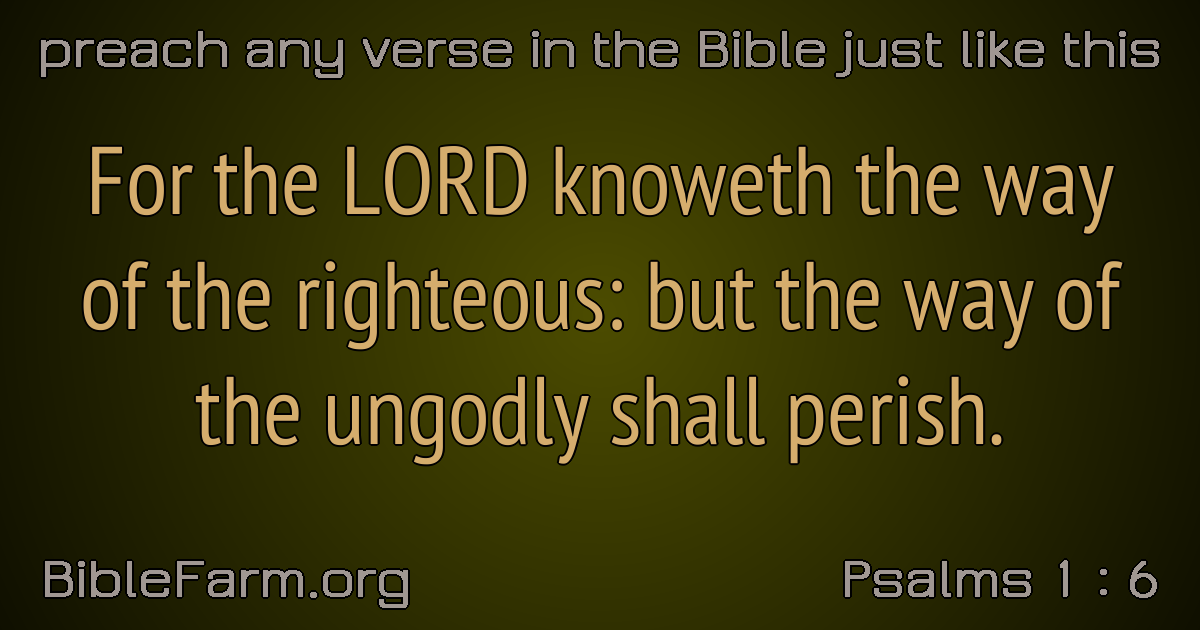 preach any verse in the Bible just like this
For the LORD knoweth the way
of the righteous: but the way of
the ungodly shall perish.
BibleFarm.org
Psalms 1 : 6